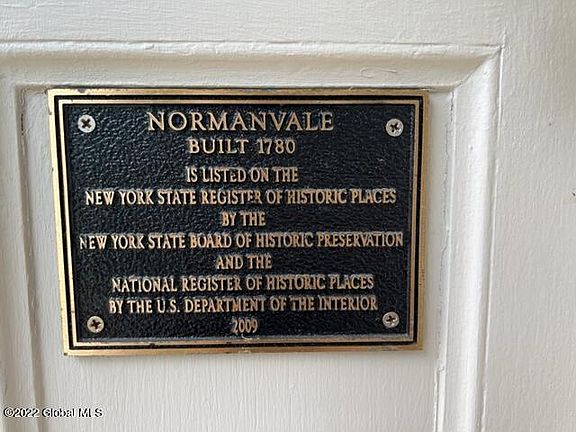 NORMANVALE
BUILT 1780
IS LISTED ON THE
NEW YORK STATE REGISTER OF HISTORIC PLACES
BY THE
NEW YORK STATE BOARD OF HISTORIC PRESERVATION
AND THE
NATIONAL REGISTER OF HISTORIC PLACES
BY THE U.S. DEPARTMENT OF THE INTERIOR
2009
©2022 Global MLS